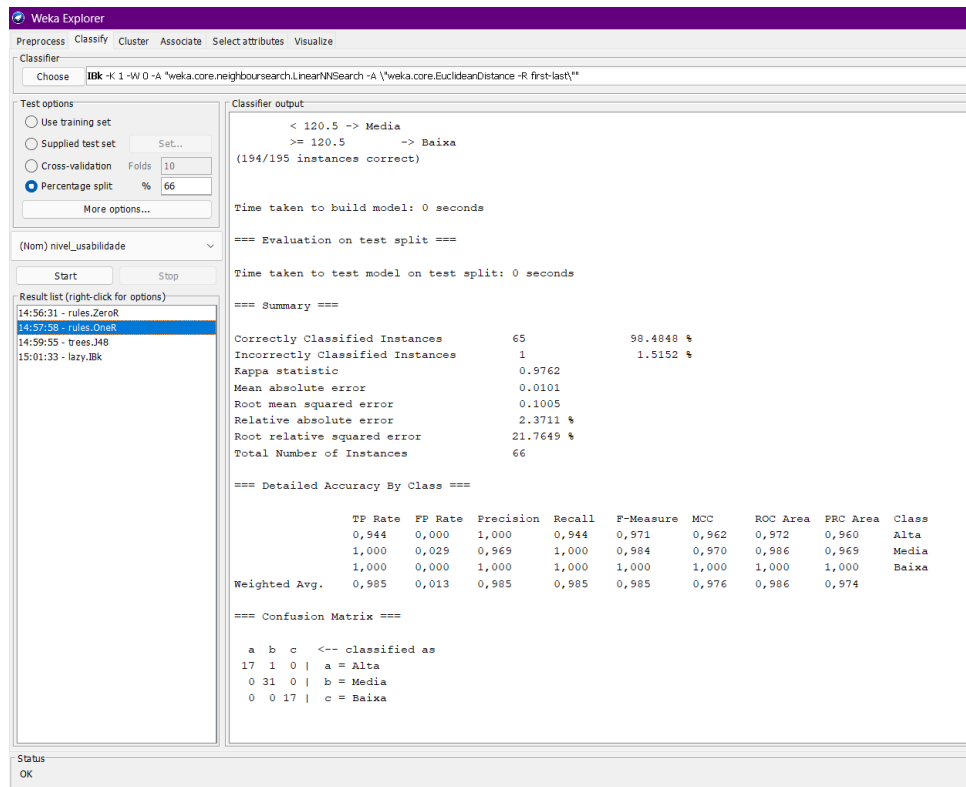 Weka Explorer
Preprocess Classify Cluster Associate Select attributes Visualize
Classifier
Choose IBk -K 1 -W 0 -A "weka.core.neighboursearch.LinearNNSearch -A \"weka.core.EuclideanDistance -R first-last\""
Test options
Use training set
Supplied test set Set...
Cross-validation Folds 10
Percentage split % 66
More options...
(Nom) nivel_usabilidade
Start Stop
Result list (right-click for options)
14:56:31 - rules.ZeroR
14:57:58 - rules.OneR
14:59:55 - trees.J48
15:01:33 - lazy.IBk
Classifier output
< 120.5 -> Media
>= 120.5 -> Baixa
(194/195 instances correct)
Time taken to build model: 0 seconds
=== Evaluation on test split ===
Time taken to test model on test split: 0 seconds
=== Summary ===
Correctly Classified Instances 65 98.4848 %
Incorrectly Classified Instances 1 1.5152 %
Kappa statistic 0.9762
Mean absolute error 0.0101
Root mean squared error 0.1005
Relative absolute error 2.3711 %
Root relative squared error 21.7649 %
Total Number of Instances 66
=== Detailed Accuracy By Class ===
TP Rate FP Rate Precision Recall F-Measure MCC ROC Area PRC Area Class
0,944 0,000 1,000 0,944 0,971 0,962 0,972 0,960 Alta
1,000 0,029 0,969 1,000 0,984 0,970 0,986 0,969 Media
1,000 0,000 1,000 1,000 1,000 1,000 1,000 1,000 Baixa
Weighted Avg. 0,985 0,013 0,985 0,985 0,985 0,976 0,986 0,974
=== Confusion Matrix ===
a b c <-- classified as
17 1 0 | a = Alta
0 31 0 | b = Media
0 0 17 | c = Baixa
Status
OK